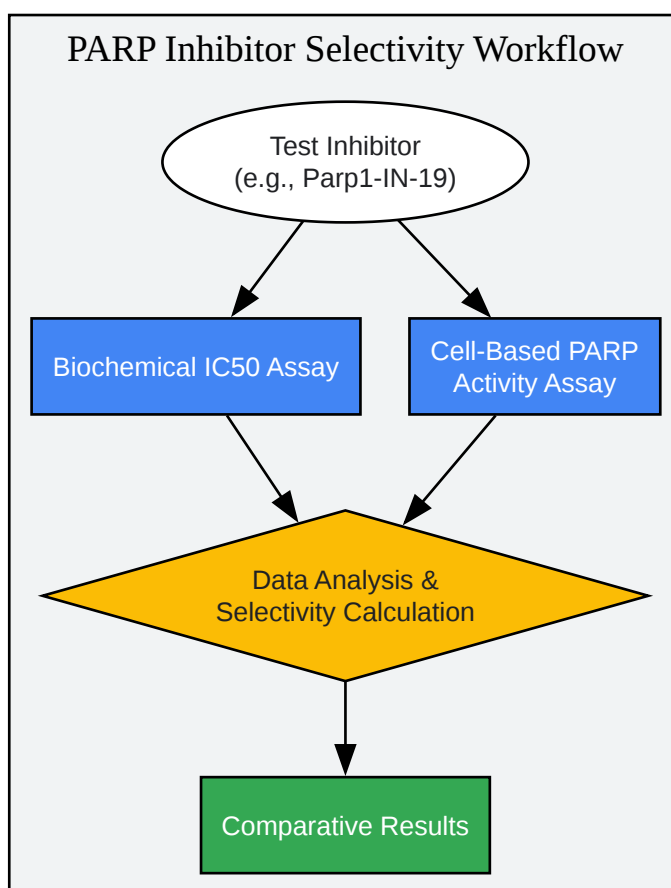 PARP Inhibitor Selectivity Workflow
Test Inhibitor
(e.g., Parp1-IN-19)
Biochemical IC50 Assay
Cell-Based PARP
Activity Assay
Data Analysis &
Selectivity Calculation
Comparative Results